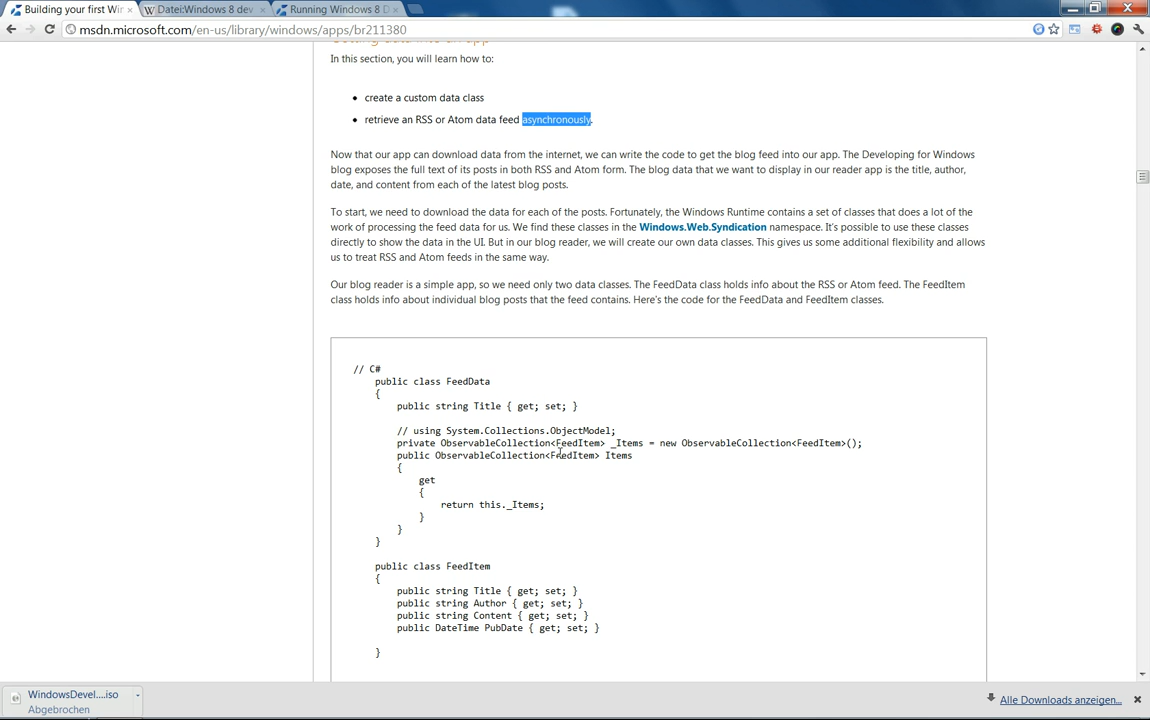 Building your first Wir
Datei:Windows 8 dev
Running Windows 8 D
msdn.microsoft.com/en-us/library/windows/apps/br211380
Getting data into an app
In this section, you will learn how to:
• create a custom data class
• retrieve an RSS or Atom data feed asynchronously.
Now that our app can download data from the internet, we can write the code to get the blog feed into our app. The Developing for Windows
blog exposes the full text of its posts in both RSS and Atom form. The blog data that we want to display in our reader app is the title, author,
date, and content from each of the latest blog posts.
To start, we need to download the data for each of the posts. Fortunately, the Windows Runtime contains a set of classes that does a lot of the
work of processing the feed data for us. We find these classes in the Windows.Web.Syndication namespace. It's possible to use these classes
directly to show the data in the UI. But in our blog reader, we will create our own data classes. This gives us some additional flexibility and allows
us to treat RSS and Atom feeds in the same way.
Our blog reader is a simple app, so we need only two data classes. The FeedData class holds info about the RSS or Atom feed. The FeedItem
class holds info about individual blog posts that the feed contains. Here's the code for the FeedData and FeedItem classes.
// C#
public class FeedData
{
public string Title { get; set; }
// using System.Collections.ObjectModel;
private ObservableCollection<FeedItem> _Items = new ObservableCollection<FeedItem>();
public ObservableCollection<FeedItem> Items
{
get
{
return this._Items;
}
}
}
public class FeedItem
{
public string Title { get; set; }
public string Author { get; set; }
public string Content { get; set; }
public DateTime PubDate { get; set; }
}
WindowsDevel....iso
Abgebrochen
Alle Downloads anzeigen...